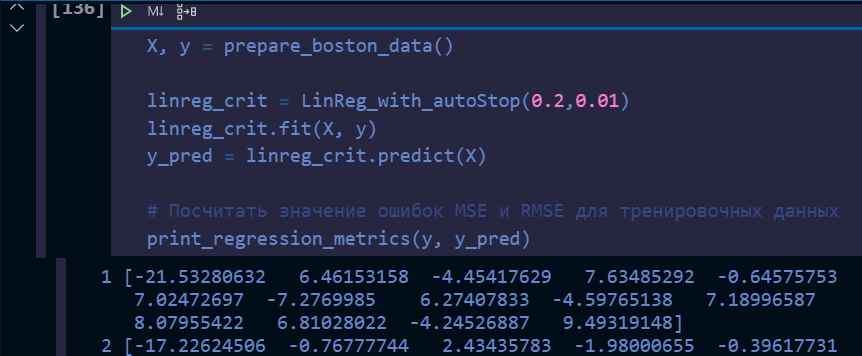 [136]
M↓
X, y = prepare_boston_data()
linreg_crit = LinReg_with_autoStop(0.2,0.01)
linreg_crit.fit(X, y)
y_pred = linreg_crit.predict(X)
# Посчитать значение ошибок MSE и RMSE для тренировочных данных
print_regression_metrics(y, y_pred)
1 [-21.53280632 6.46153158 -4.45417629 7.63485292 -0.64575753
7.02472697 -7.2769985 6.27407833 -4.59765138 7.18996587
8.07955422 6.81028022 -4.24526887 9.49319148]
2 [-17.22624506 -0.76777744 2.43435783 -1.98000655 -0.39617731